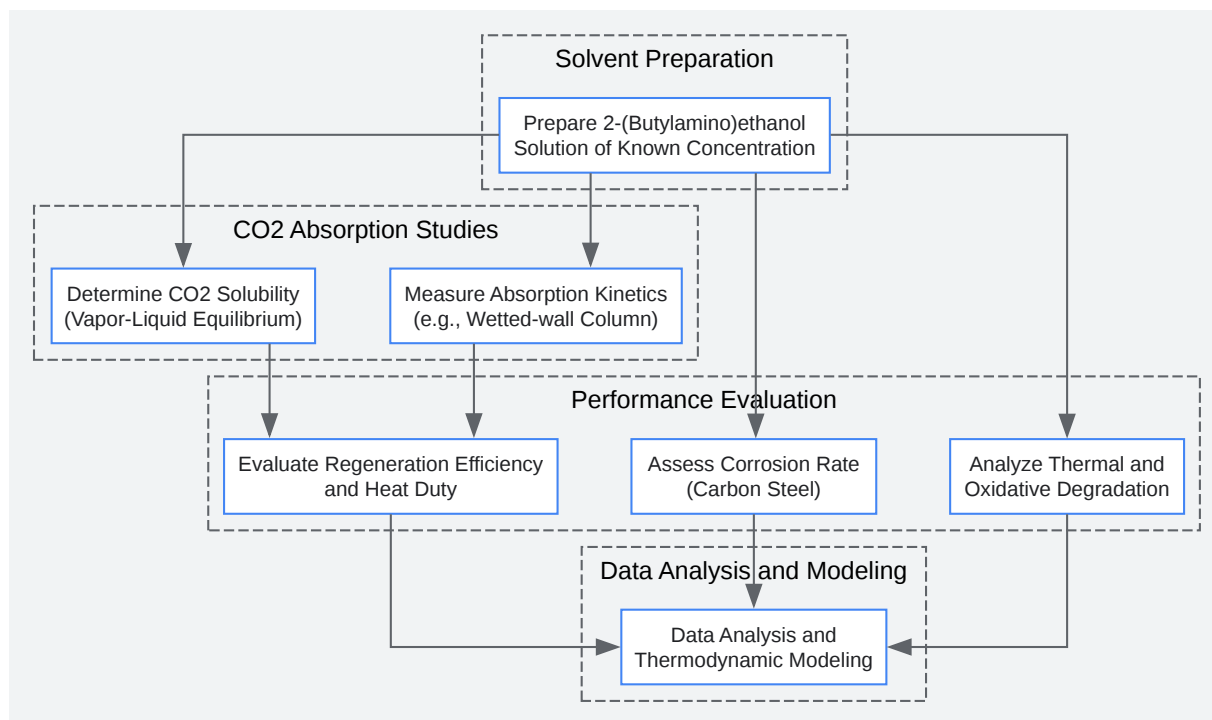 Solvent Preparation
Prepare 2-(Butylamino)ethanol
Solution of Known Concentration
CO2 Absorption Studies
Determine CO2 Solubility
(Vapor-Liquid Equilibrium)
Measure Absorption Kinetics
(e.g., Wetted-wall Column)
Performance Evaluation
Evaluate Regeneration Efficiency
and Heat Duty
Assess Corrosion Rate
(Carbon Steel)
Analyze Thermal and
Oxidative Degradation
Data Analysis and Modeling
Data Analysis and
Thermodynamic Modeling